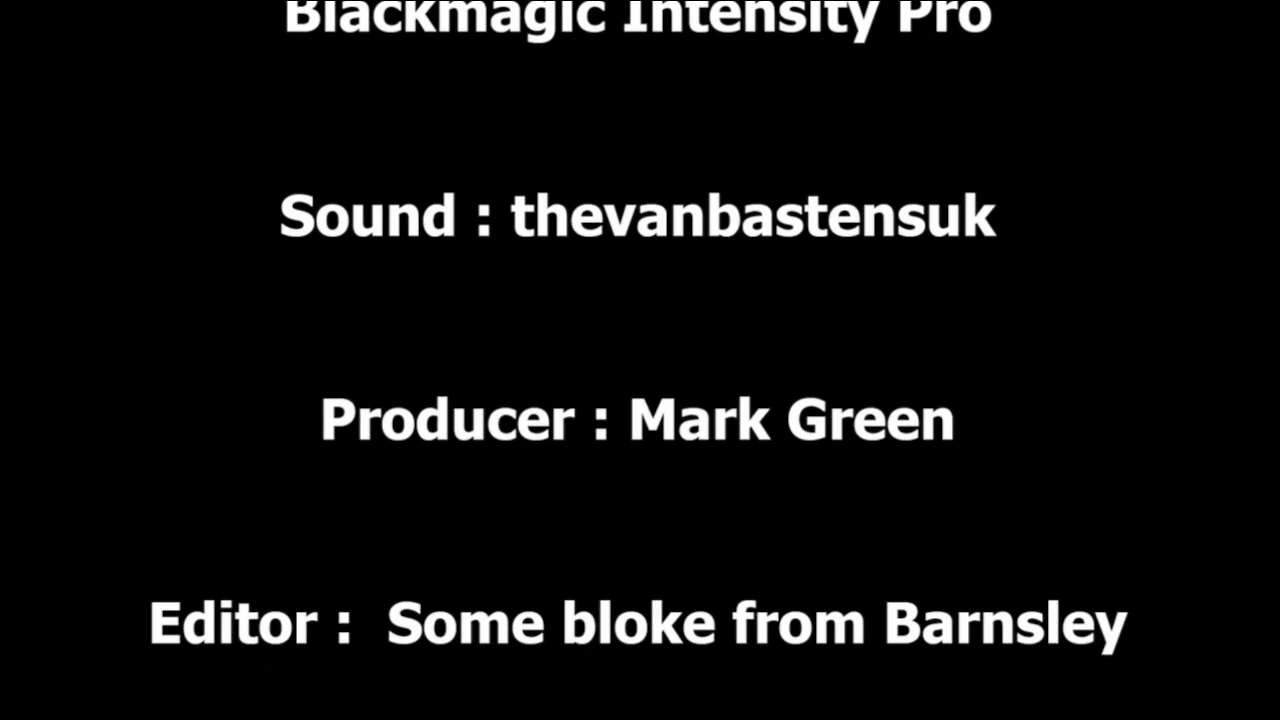 Blackmagic Intensity Pro
Sound : thevanbastensuk
Producer : Mark Green
Editor :  Some bloke from Barnsley